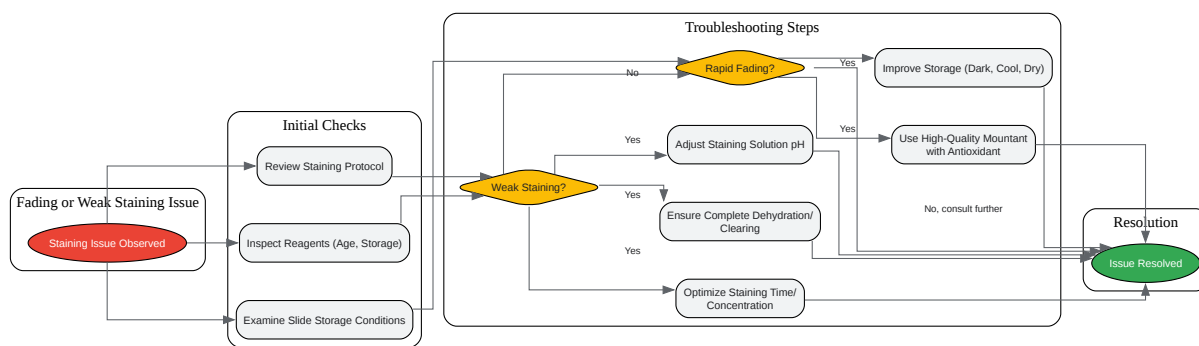 Troubleshooting Steps
Rapid Fading?
Yes
Improve Storage (Dark, Cool, Dry)
No
Initial Checks
Review Staining Protocol
Yes
Adjust Staining Solution pH
Yes
Use High-Quality Mountant
with Antioxidant
Fading or Weak Staining Issue
Staining Issue Observed
Inspect Reagents (Age, Storage)
Weak Staining?
Yes
Ensure Complete Dehydration/
Clearing
No, consult further
Resolution
Issue Resolved
Yes
Examine Slide Storage Conditions
Optimize Staining Time/
Concentration